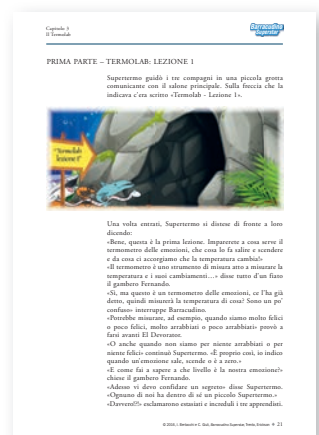 Capitolo 3
Il Termolab
Barracudino
Superstar
PRIMA PARTE – TERMOLAB: LEZIONE 1
Supertermo guidò i tre compagni in una piccola grotta
comunicante con il salone principale. Sulla freccia che la
indicava c'era scritto «Termolab - Lezione 1».
"Termolab
lezione 1"
Una volta entrati, Supertermo si distese di fronte a loro
dicendo:
«Bene, questa è la prima lezione. Imparerete a cosa serve il
termometro delle emozioni, che cosa lo fa salire e scendere
e da cosa ci accorgiamo che la temperatura cambia!»
«Il termometro è uno strumento di misura atto a misurare la
temperatura e i suoi cambiamenti…» disse tutto d'un fiato
il gambero Fernando.
«Sì, ma questo è un termometro delle emozioni, ce l'ha già
detto, quindi misurerà la temperatura di cosa? Sono un po'
confuso» interruppe Barracudino.
«Potrebbe misurare, ad esempio, quando siamo molto felici
o poco felici, molto arrabbiati o poco arrabbiati» provò a
farsi avanti El Devorator.
«O anche quando non siamo per niente arrabbiati o per
niente felici» continuò Supertermo. «È proprio così, io indico
quando un'emozione sale, scende o è a zero.»
«E come fai a sapere a che livello è la nostra emozione?»
chiese il gambero Fernando.
«Adesso vi devo confidare un segreto» disse Supertermo.
«Ognuno di noi ha dentro di sé un piccolo Supertermo.»
«Davvero!?!» esclamarono estasiati e increduli i tre apprendisti.
Barracudino Superstar, Trento, Erickson
21